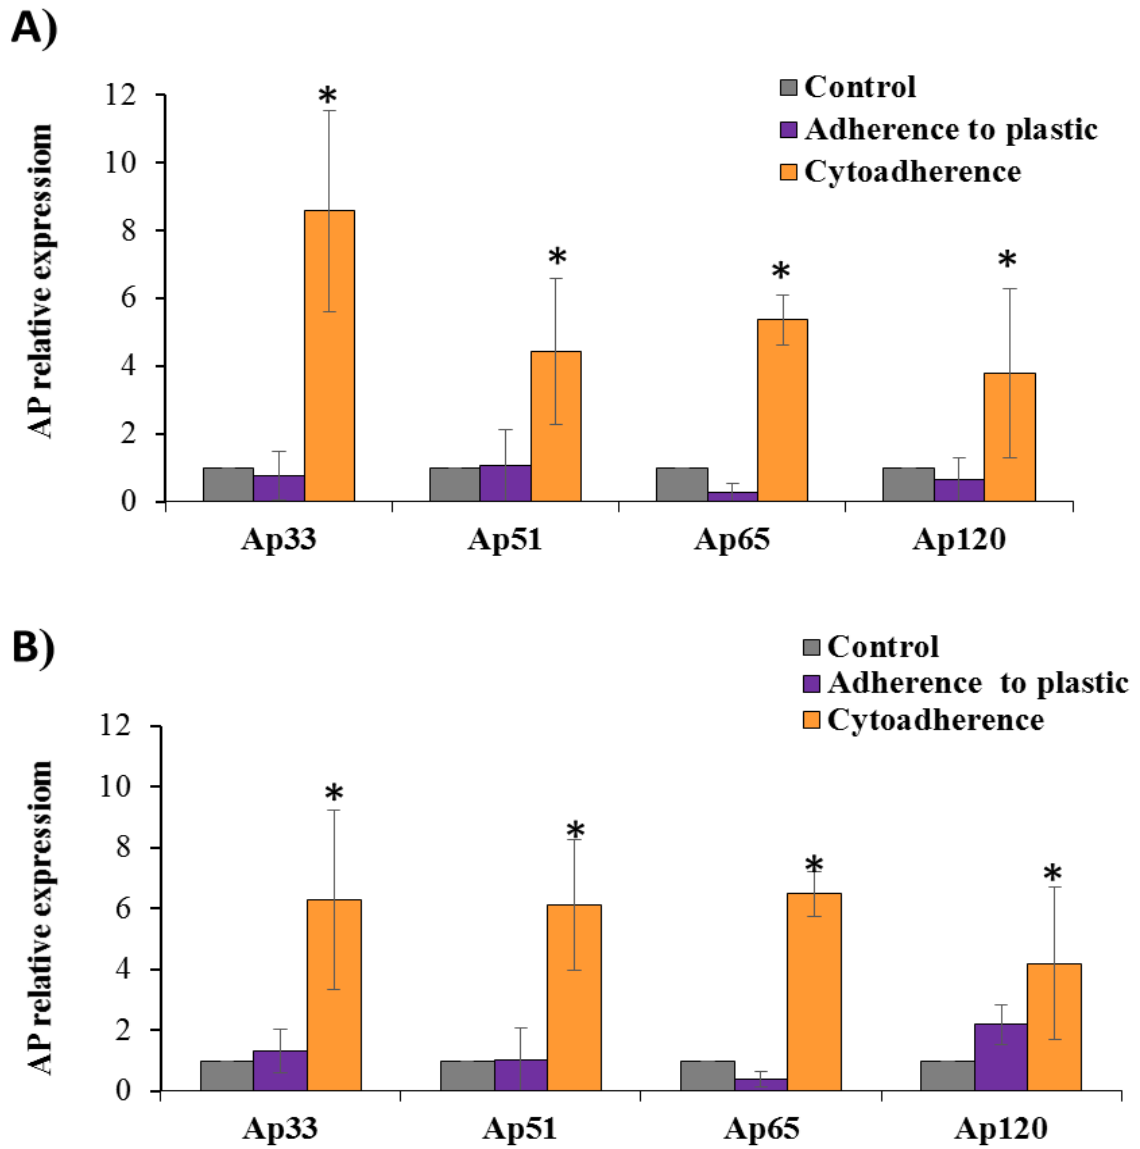 A)
Control
Adherence to plastic
Cytoadherence
AP relative expressiom
12
10
8
6
4
2
0
*
*
*
*
Ap33 Ap51 Ap65 Ap120
B)
Control
Adherence to plastic
Cytoadherence
AP relative expressiom
12
10
8
6
4
2
0
*
*
*
*
Ap33 Ap51 Ap65 Ap120